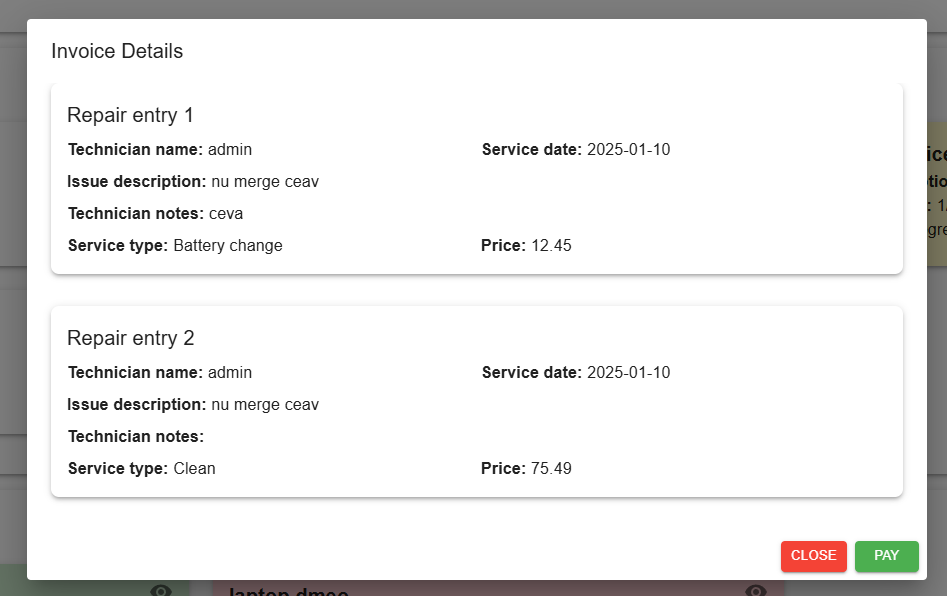 Invoice Details
Repair entry 1
Technician name: admin Service date: 2025-01-10
Issue description: nu merge ceav
Technician notes: ceva
Service type: Battery change Price: 12.45
Repair entry 2
Technician name: admin Service date: 2025-01-10
Issue description: nu merge ceav
Technician notes:
Service type: Clean Price: 75.49
CLOSE PAY